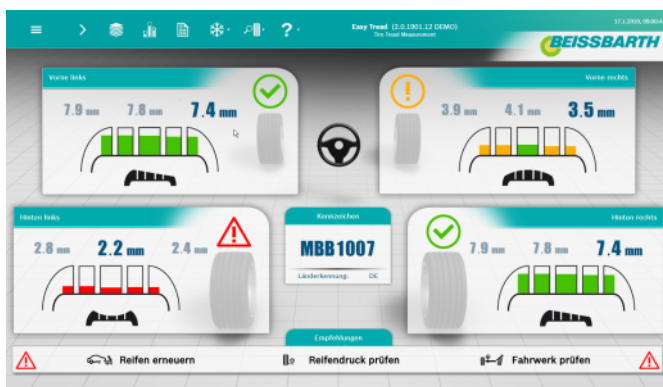 Easy Tread (2.0.1901.12 DEMO)
Tire Tread Measurement
BEISSBARTH
Vorne links
7.9 mm 7.8 mm 7.4 mm
Vorne rechts
3.9 mm 4.1 mm 3.5 mm
Hinten links
2.8 mm 2.2 mm 2.4 mm
Kennzeichen
MBB1007
Länderkennung: DE
Hinten rechts
7.9 mm 7.8 mm 7.4 mm
Empfehlungen
Reifen erneuern
Reifendruck prüfen
Fahrwerk prüfen